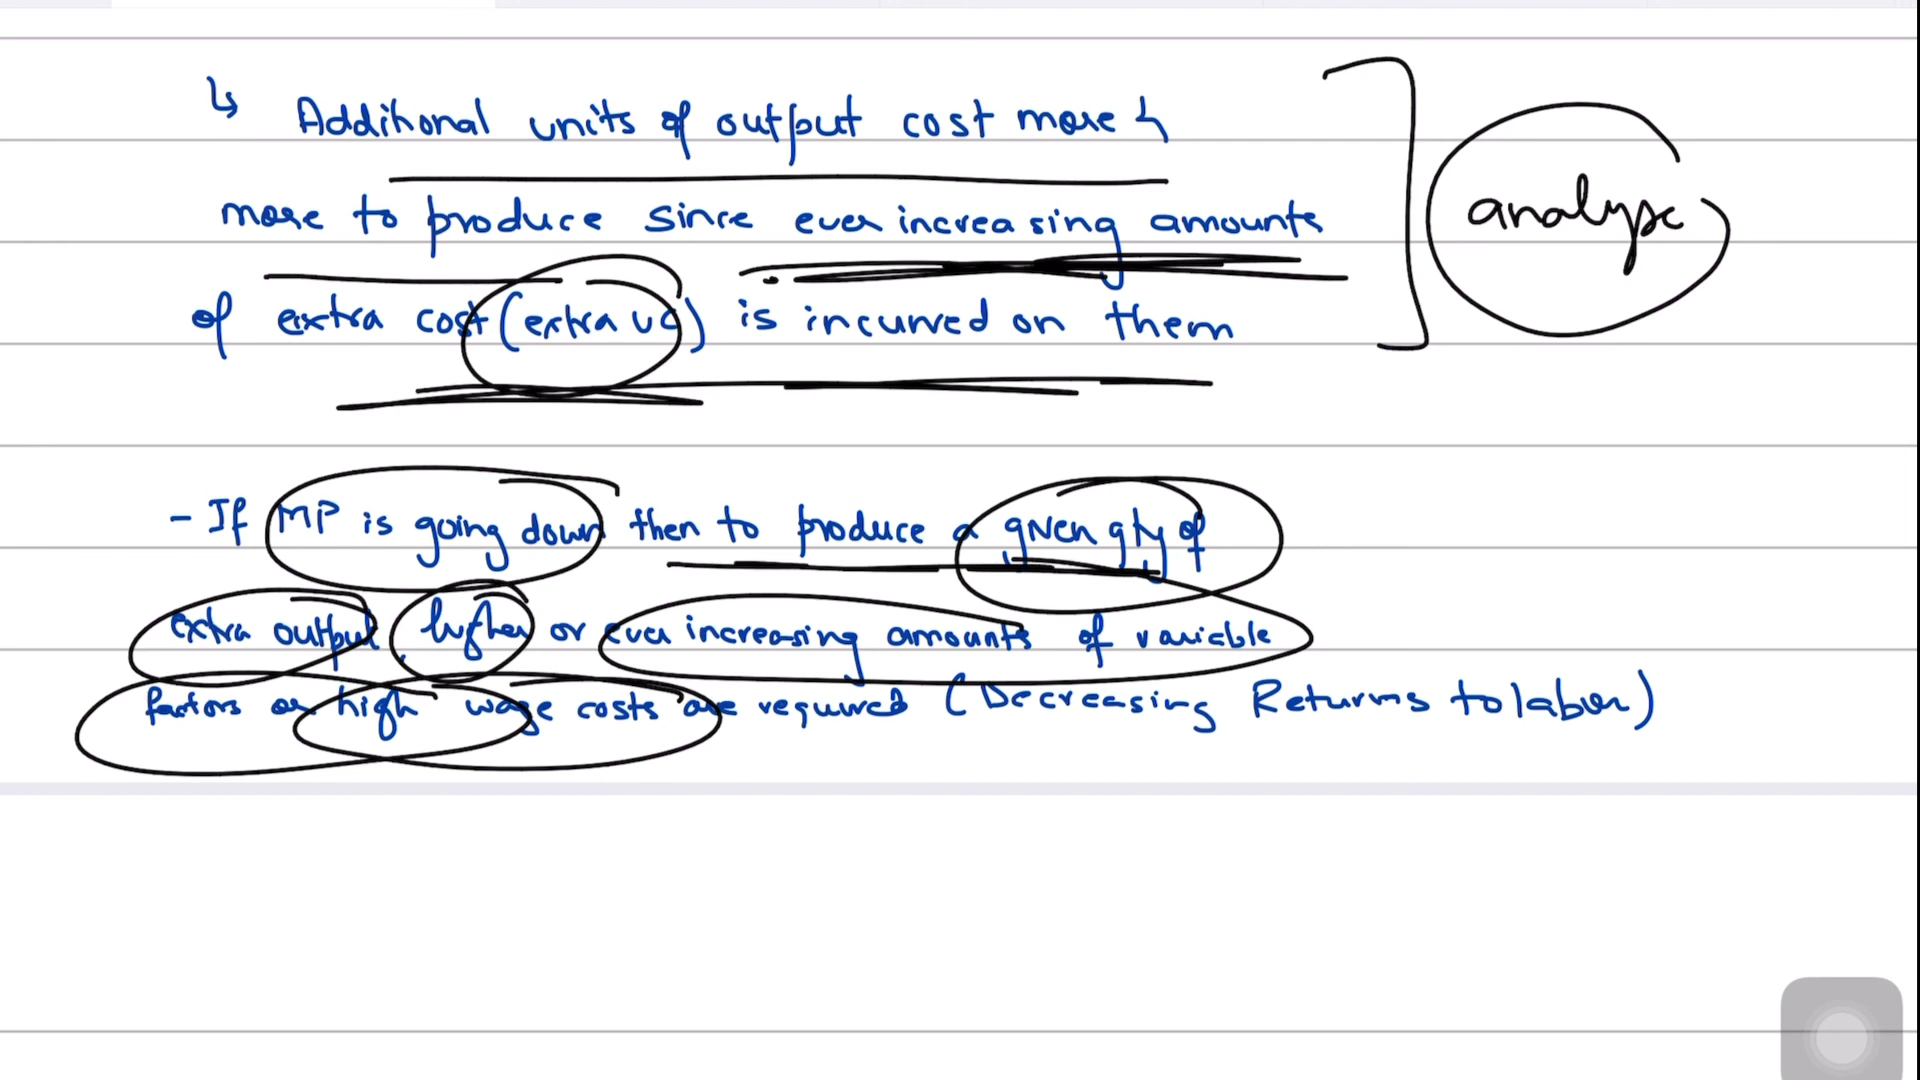 ↳ Additional units of output cost more &
more to produce since ever increasing amounts
of extra cost (extra VC) is incurred on them
analyse
- If MP is going down then to produce a given qty of
extra output, higher or ever increasing amounts of variable
factors or high wage costs are required (Decreasing Returns to labor)